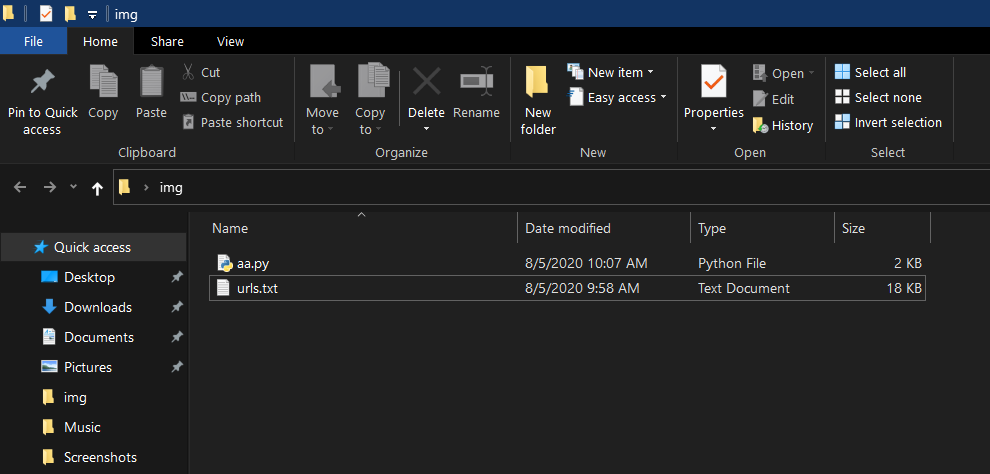 img
File Home Share View
Pin to Quick access
Copy
Paste
Cut
Copy path
Paste shortcut
Clipboard
Move to
Copy to
Delete
Rename
Organize
New folder
New item
Easy access
New
Properties
Open
Edit
History
Open
Select all
Select none
Invert selection
Select
img
Name Date modified Type Size
Quick access
Desktop
Downloads
Documents
Pictures
img
Music
Screenshots
aa.py 8/5/2020 10:07 AM Python File 2 KB
urls.txt 8/5/2020 9:58 AM Text Document 18 KB